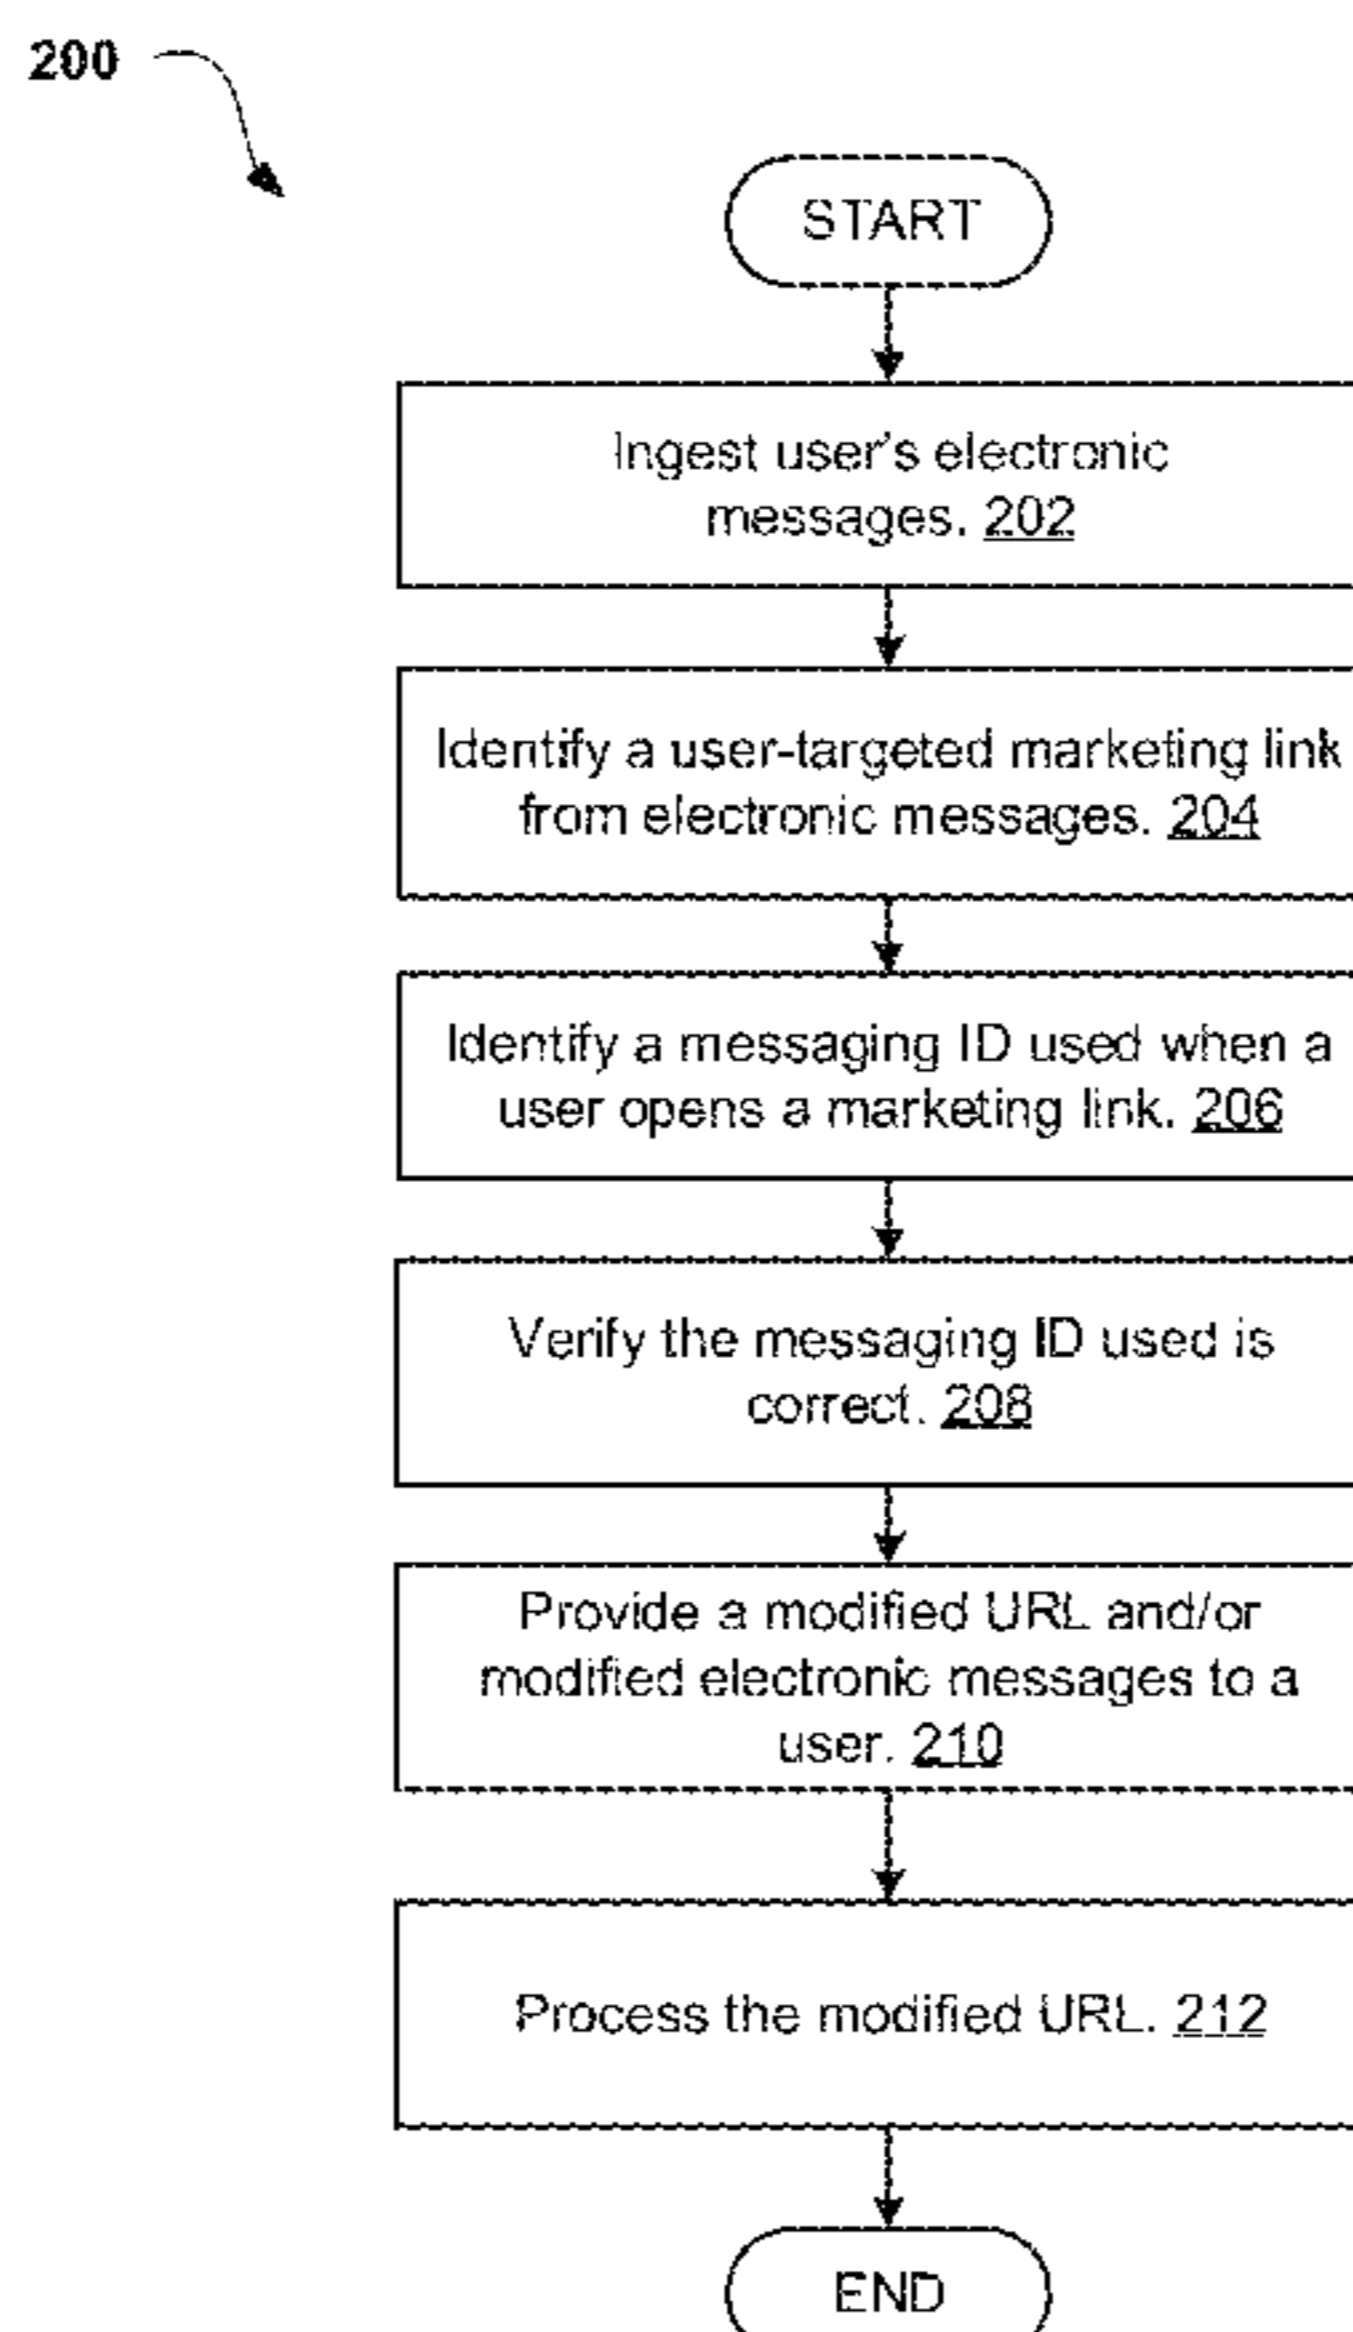 200
START
Ingest user's electronic
messages. 202
Identify a user-targeted marketing link
from electronic messages. 204
Identify a messaging ID used when a
user opens a marketing link. 206
Verify the messaging ID used is
correct. 208
Provide a modified URL and/or
modified electronic messages to a
user. 210
Process the modified URL. 212
END